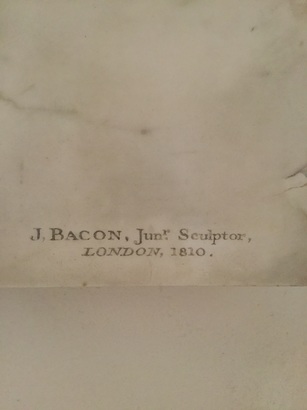 J. BACON, Junr. Sculptor,
LONDON, 1810.